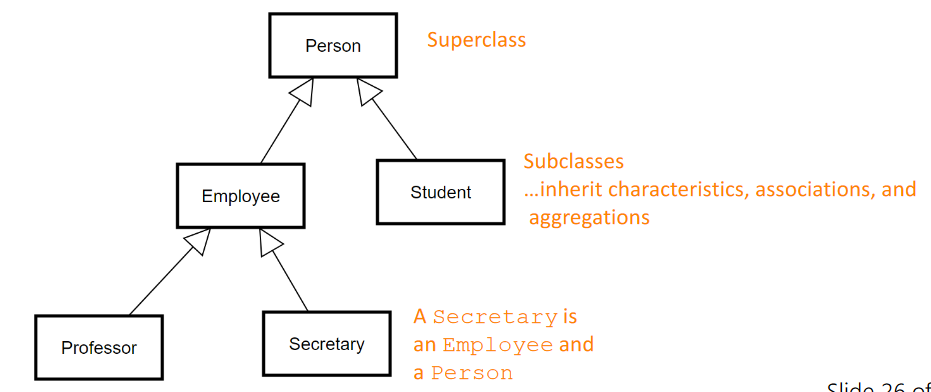 Person
Superclass
Employee
Student
Subclasses
...inherit characteristics, associations, and
aggregations
Professor
Secretary
A Secretary is
an Employee and
a Person
Slide 26 of